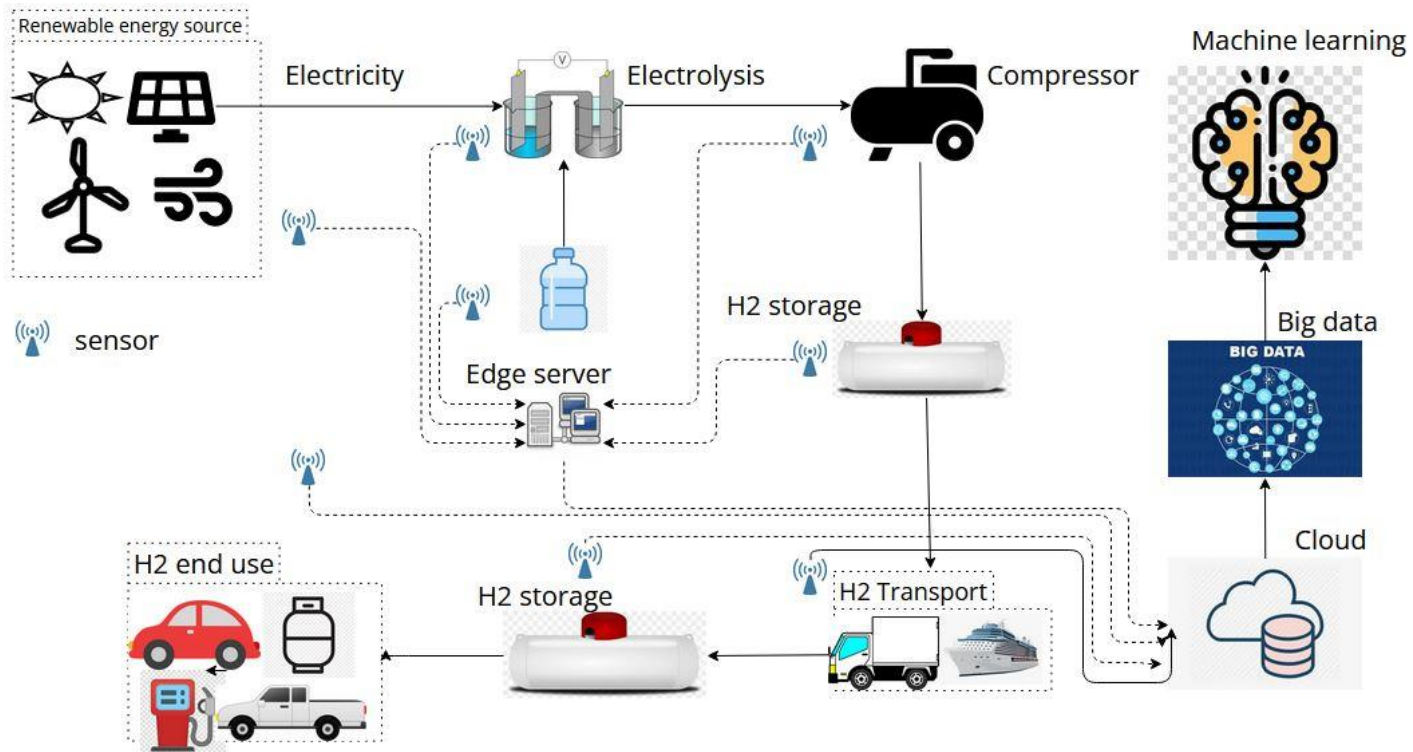 Renewable energy source
Electricity
V
Electrolysis
Compressor
Machine learning
sensor
H2 storage
Big data
BIG DATA
Edge server
Cloud
H2 end use
H2 storage
H2 Transport